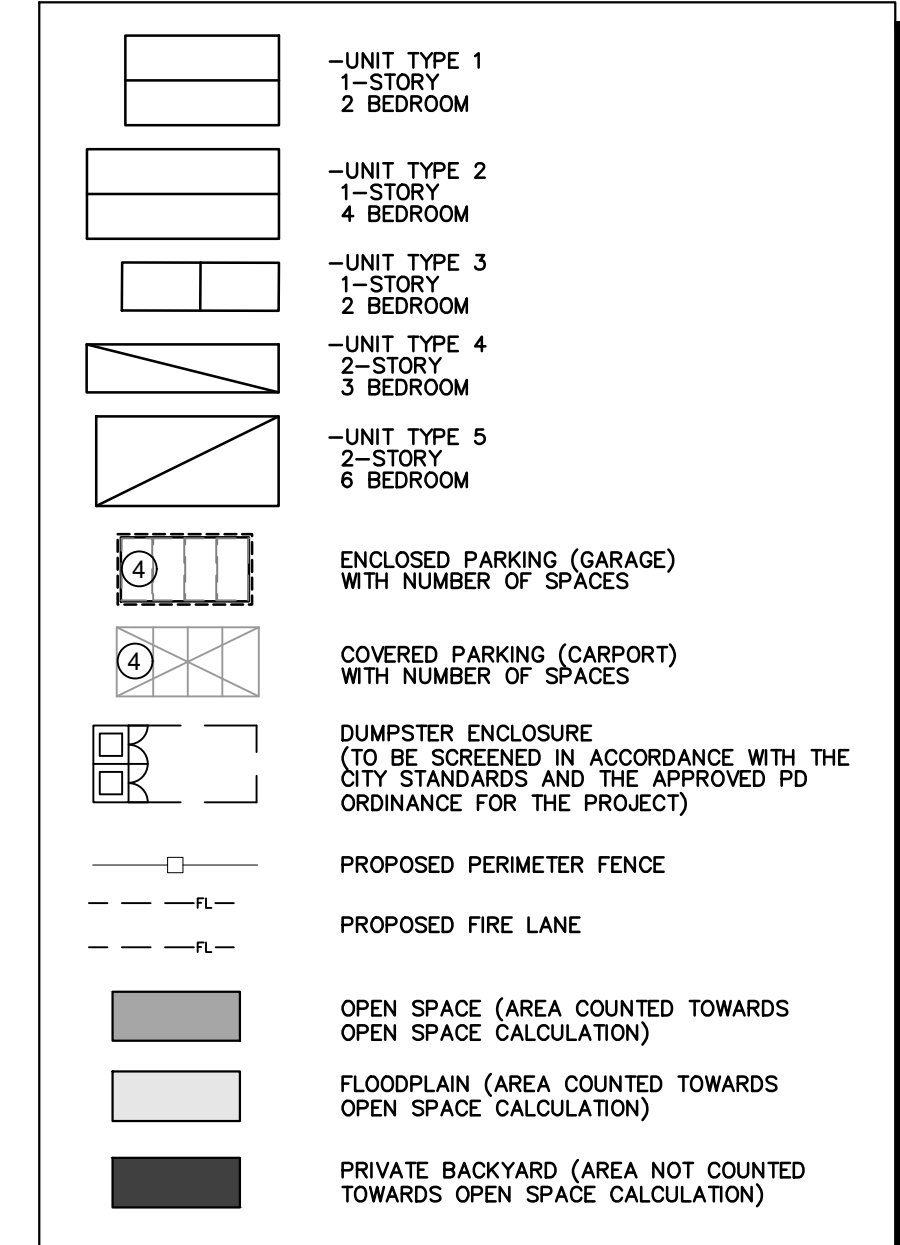 -UNIT TYPE 1
1-STORY
2 BEDROOM
-UNIT TYPE 2
1-STORY
4 BEDROOM
-UNIT TYPE 3
1-STORY
2 BEDROOM
-UNIT TYPE 4
2-STORY
3 BEDROOM
-UNIT TYPE 5
2-STORY
6 BEDROOM
4
ENCLOSED PARKING (GARAGE)
WITH NUMBER OF SPACES
4
COVERED PARKING (CARPORT)
WITH NUMBER OF SPACES
DUMPSTER ENCLOSURE
(TO BE SCREENED IN ACCORDANCE WITH THE
CITY STANDARDS AND THE APPROVED PD
ORDINANCE FOR THE PROJECT)
PROPOSED PERIMETER FENCE
FL
PROPOSED FIRE LANE
FL
OPEN SPACE (AREA COUNTED TOWARDS
OPEN SPACE CALCULATION)
FLOODPLAIN (AREA COUNTED TOWARDS
OPEN SPACE CALCULATION)
PRIVATE BACKYARD (AREA NOT COUNTED
TOWARDS OPEN SPACE CALCULATION)